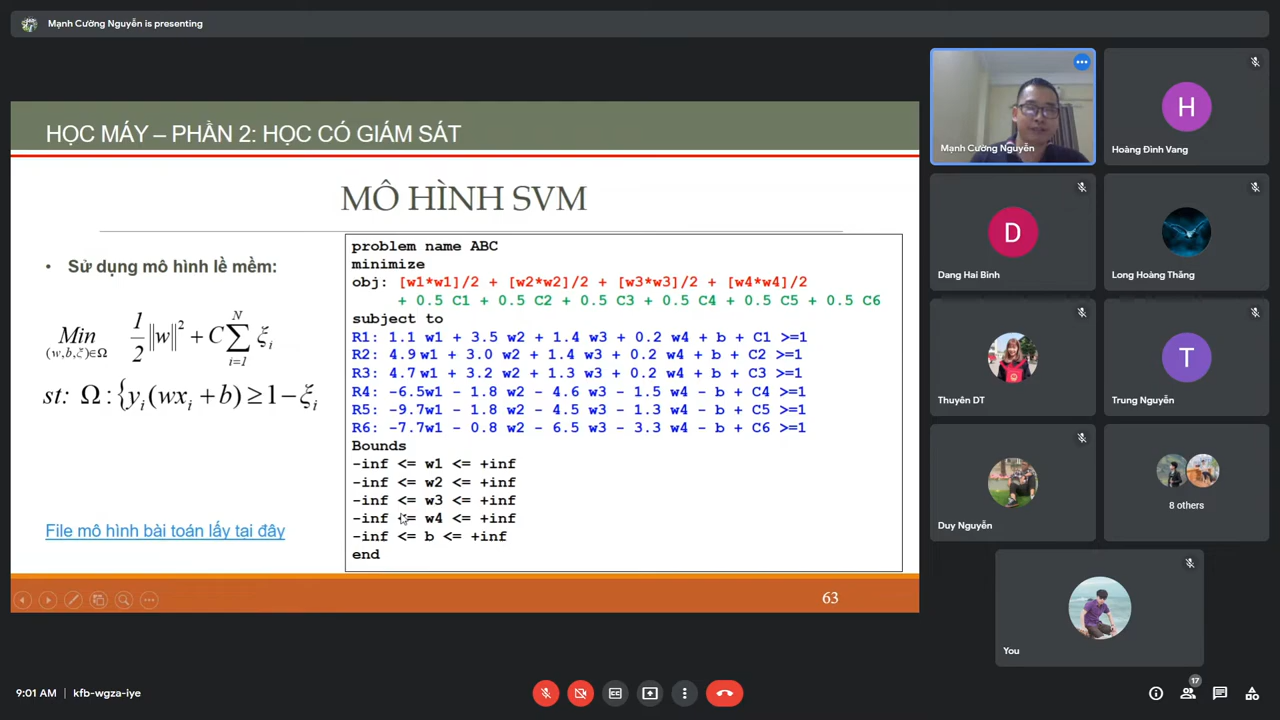 Mạnh Cường Nguyễn is presenting
HỌC MÁY – PHẦN 2: HỌC CÓ GIÁM SÁT
MÔ HÌNH SVM
• Sử dụng mô hình lề mềm:
Min (w,b,ξ)∈Ω 1/2 ||w||² + C ∑ i=1 N ξi
st: Ω : {yi (wxi + b) ≥ 1 − ξi
File mô hình bài toán lấy tại đây
problem name ABC
minimize
obj: [w1*w1]/2 + [w2*w2]/2 + [w3*w3]/2 + [w4*w4]/2
+ 0.5 C1 + 0.5 C2 + 0.5 C3 + 0.5 C4 + 0.5 C5 + 0.5 C6
subject to
R1: 1.1 w1 + 3.5 w2 + 1.4 w3 + 0.2 w4 + b + C1 >=1
R2: 4.9w1 + 3.0 w2 + 1.4 w3 + 0.2 w4 + b + C2 >=1
R3: 4.7w1 + 3.2 w2 + 1.3 w3 + 0.2 w4 + b + C3 >=1
R4: -6.5w1 - 1.8 w2 - 4.6 w3 - 1.5 w4 - b + C4 >=1
R5: -9.7w1 - 1.8 w2 - 4.5 w3 - 1.3 w4 - b + C5 >=1
R6: -7.7w1 - 0.8 w2 - 6.5 w3 - 3.3 w4 - b + C6 >=1
Bounds
-inf <= w1 <= +inf
-inf <= w2 <= +inf
-inf <= w3 <= +inf
-inf <= w4 <= +inf
-inf <= b <= +inf
end
63
Mạnh Cường Nguyễn
H
Hoàng Đình Vang
D
Dang Hai Binh
Long Hoàng Thăng
Thuyên DT
T
Trung Nguyễn
Duy Nguyễn
8 others
You
9:01 AM | kfb-wgza-iye
17